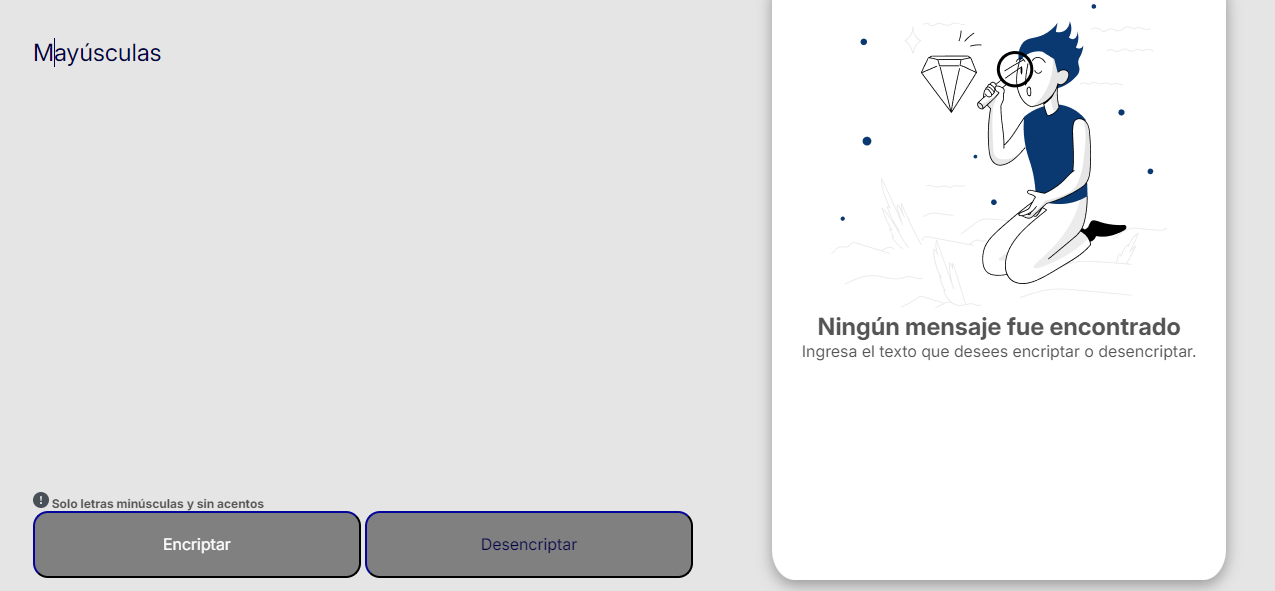 Mayúsculas
Ningún mensaje fue encontrado
Ingresa el texto que desees encriptar o desencriptar.
Solo letras minúsculas y sin acentos
Encriptar
Desencriptar